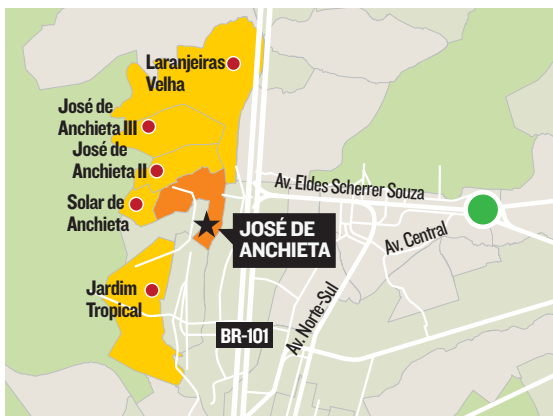 Laranjeiras
Velha
José de
Anchieta III
José de
Anchieta II
Solar de
Anchieta
Av. Eldes Scherrer Souza
Av. Central
JOSÉ DE
ANCHIETA
Jardim
Tropical
BR-101
Av. Norte-Sul